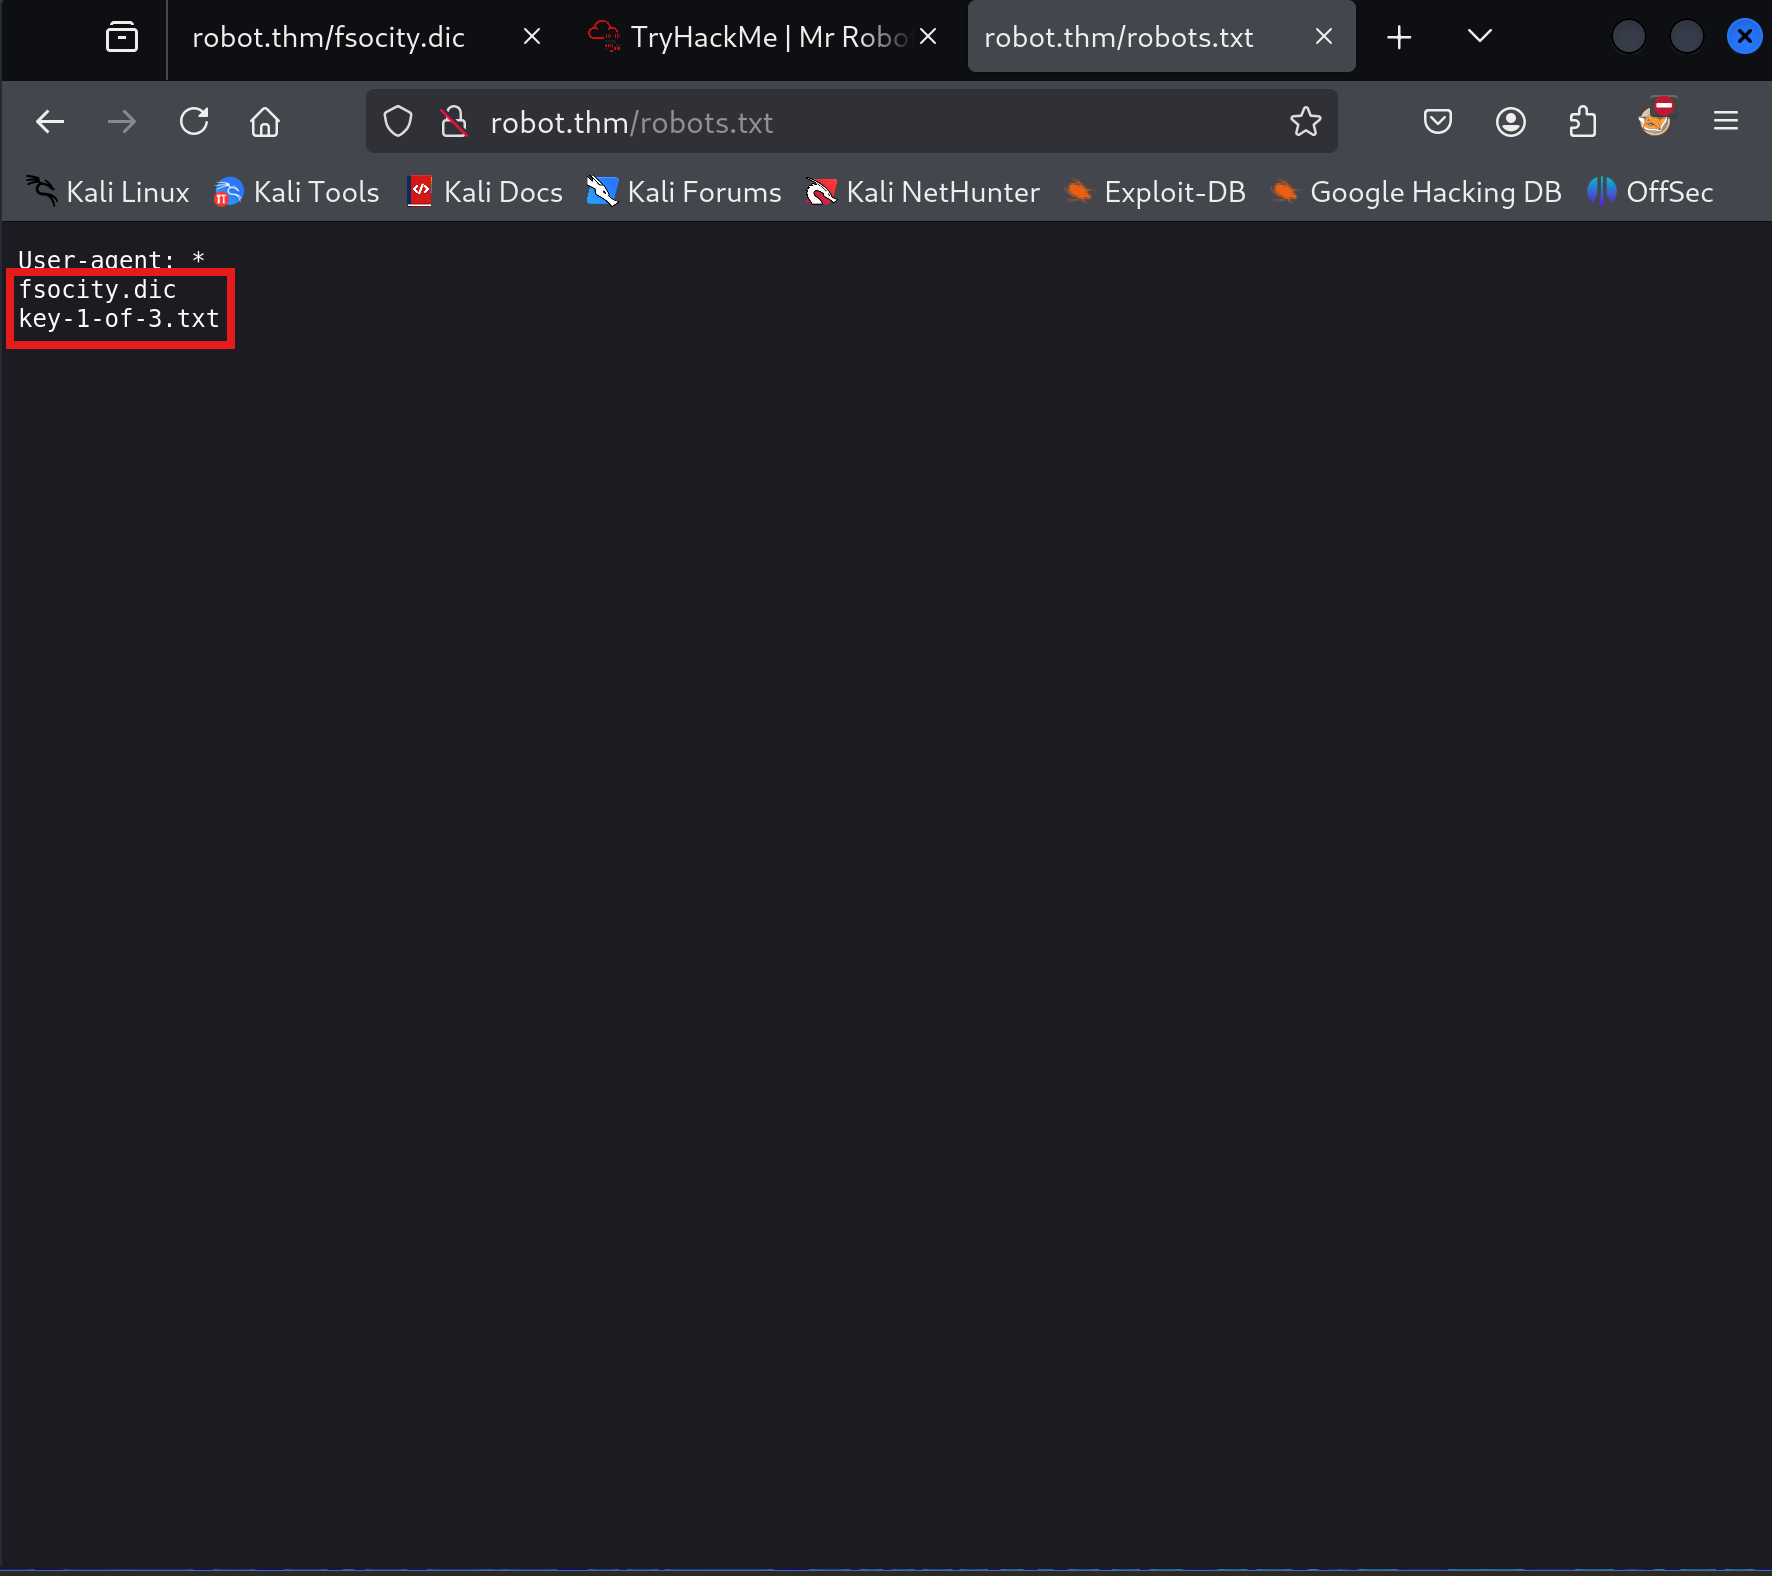 robot.thm/fsocity.dic
TryHackMe | Mr Robo
robot.thm/robots.txt
robot.thm/robots.txt
Kali Linux
Kali Tools
Kali Docs
Kali Forums
Kali NetHunter
Exploit-DB
Google Hacking DB
OffSec
User-agent: *
fsocity.dic
key-1-of-3.txt